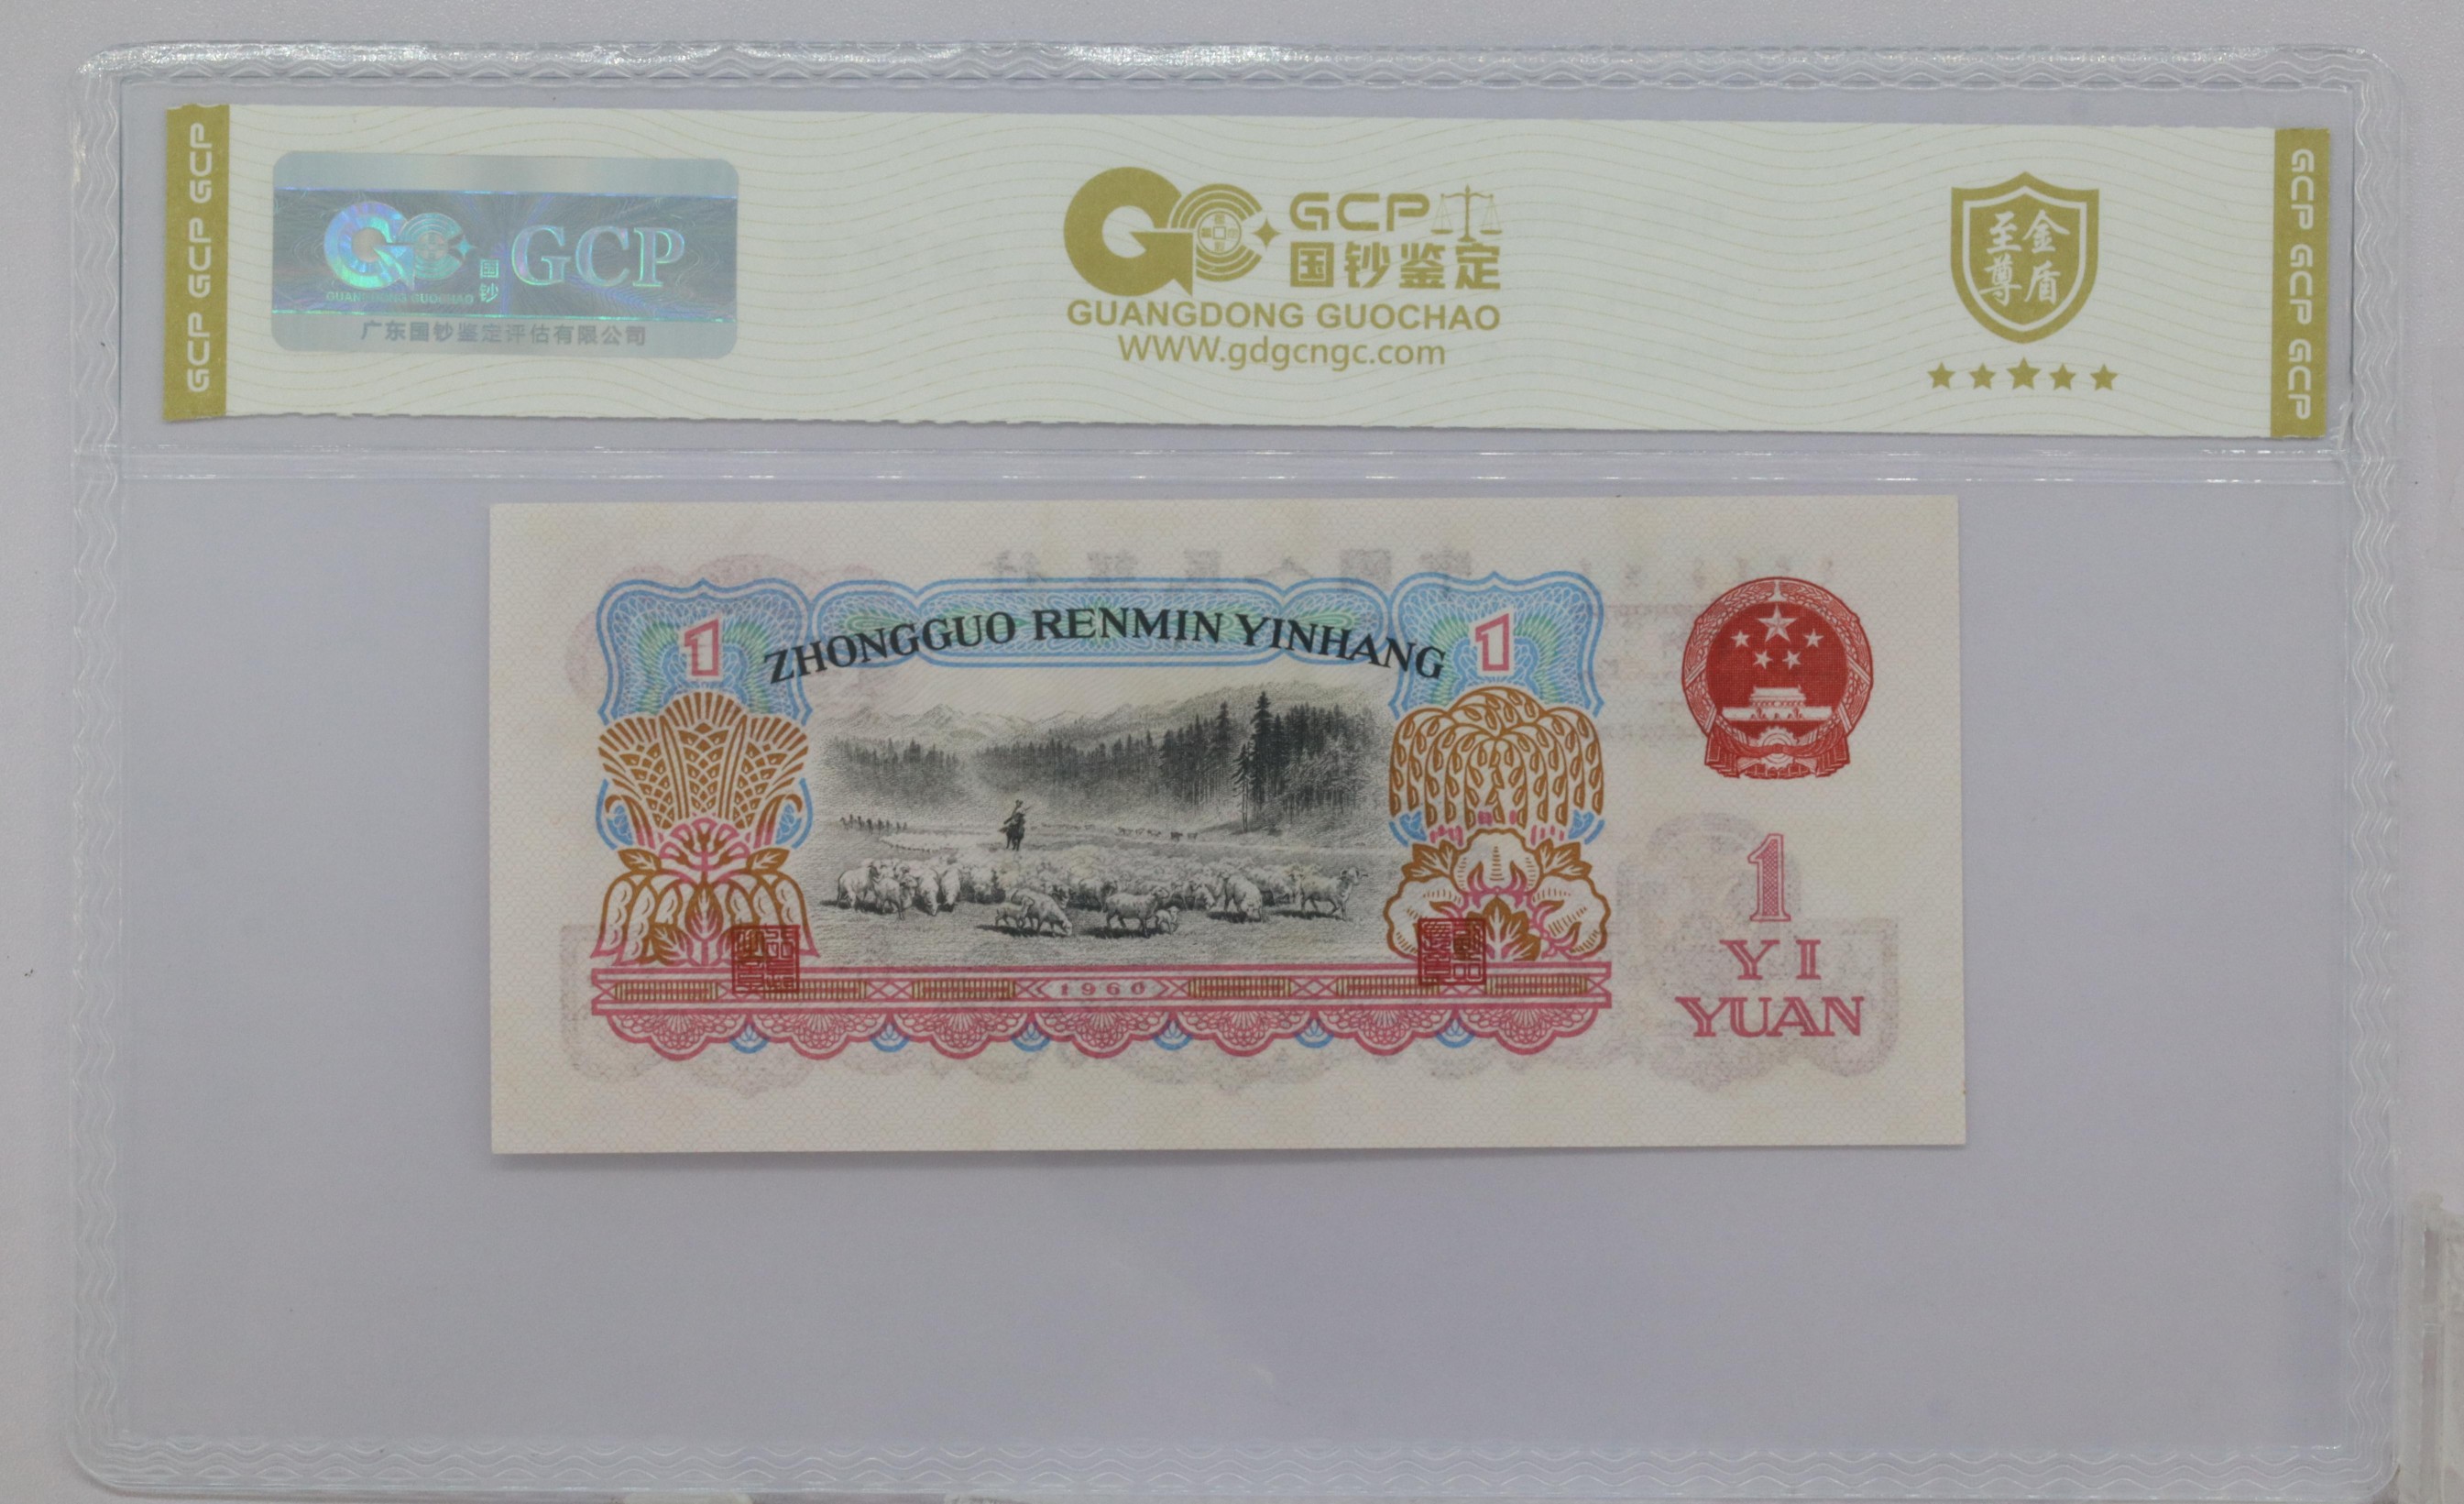 GCP GCP GCP
国钞
GCP
GUANGDONG GUOCHAO
广东国钞鉴定评估有限公司
GCP
国钞鉴定
GUANGDONG GUOCHAO
www.gdgcngc.com
金盾
至尊
GCP GCP GCP
ZHONGGUO RENMIN YINHANG
1
1
1960
1
YI
YUAN